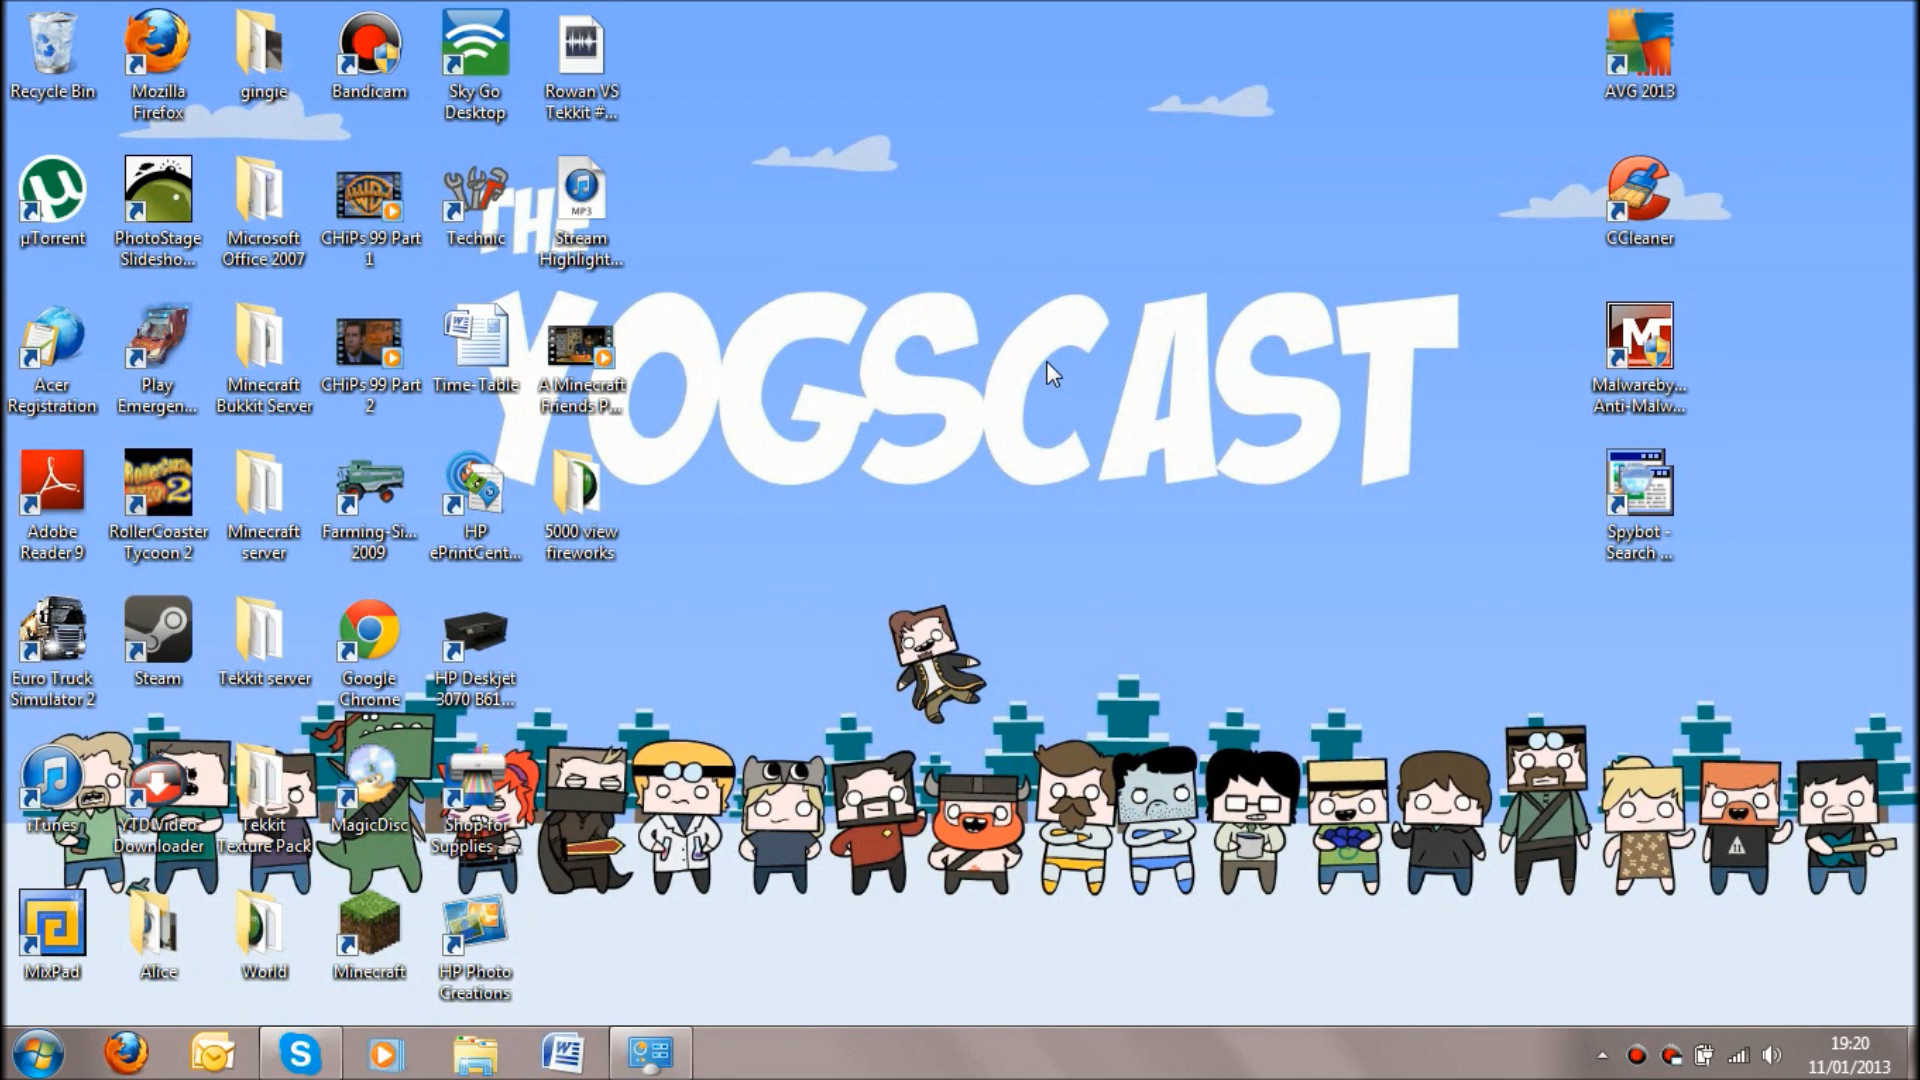 Recycle Bin
Mozilla
Firefox
gingie
Bandicam
Sky Go
Desktop
Rowan VS
Tekkit #...
AVG 2013
µTorrent
PhotoStage
Slidesho...
Microsoft
Office 2007
CHiPs 99 Part
1
Technic
MP3
Stream
Highlight...
CCleaner
THE
YOGSCAST
Acer
Registration
Play
Emergen...
Minecraft
Bukkit Server
CHiPs 99 Part
2
Time-Table
A Minecraft
Friends P...
Malwareby...
Anti-Malw...
Adobe
Reader 9
RollerCoaster
Tycoon 2
Minecraft
server
Farming-Si...
2009
HP
ePrintCent...
5000 view
fireworks
Spybot -
Search ...
Euro Truck
Simulator 2
Steam
Tekkit server
Google
Chrome
HP Deskjet
3070 B61...
iTunes
YTD Video
Downloader
Tekkit
Texture Pack
MagicDisc
Shop for
Supplies - ...
MixPad
Alice
World
Minecraft
HP Photo
Creations
19:20
11/01/2013